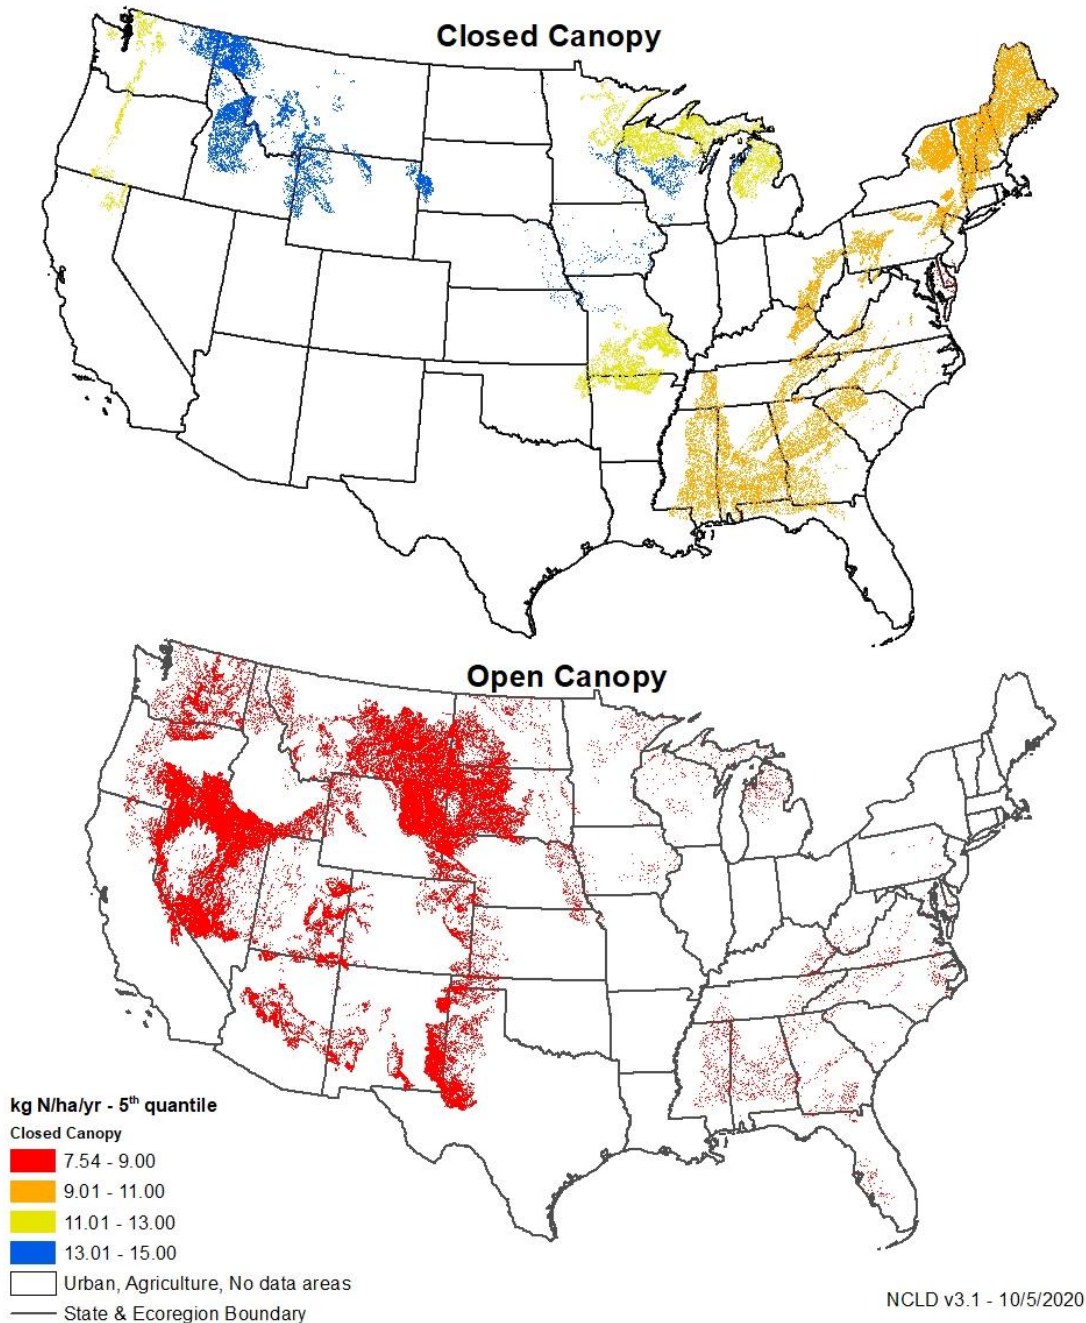 Closed Canopy
Open Canopy
kg N/ha/yr - 5th quantile
Closed Canopy
7.54 - 9.00
9.01 - 11.00
11.01 - 13.00
13.01 - 15.00
Urban, Agriculture, No data areas
State & Ecoregion Boundary
NCLD v3.1 - 10/5/2020